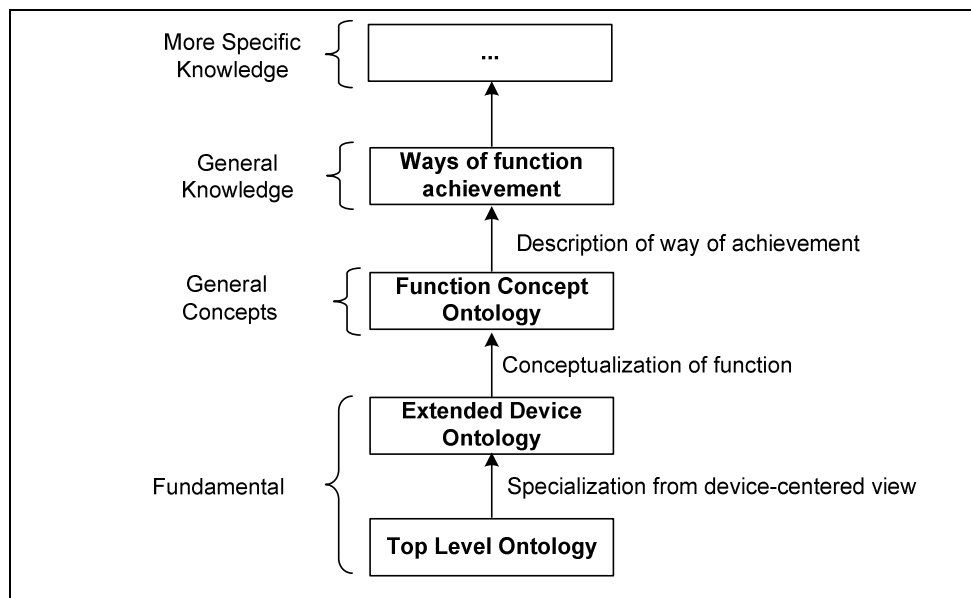 More Specific
Knowledge
...
General
Knowledge
Ways of function
achievement
Description of way of achievement
General
Concepts
Function Concept
Ontology
Conceptualization of function
Extended Device
Ontology
Fundamental
Specialization from device-centered view
Top Level Ontology